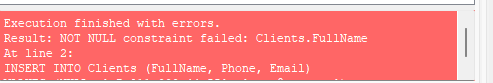 Execution finished with errors.
Result: NOT NULL constraint failed: Clients.FullName
At line 2:
INSERT INTO Clients (FullName, Phone, Email)